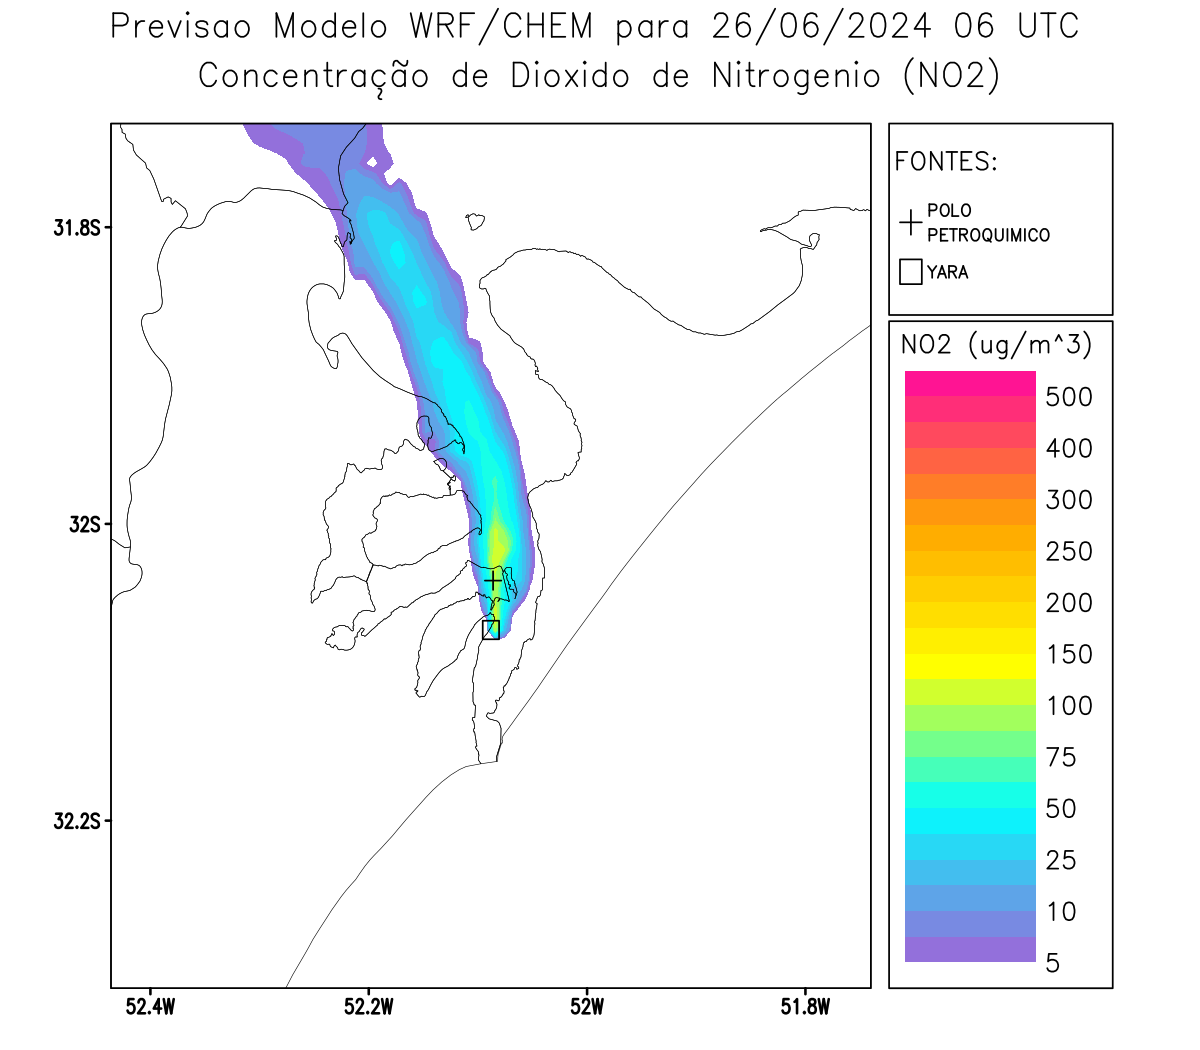 Previsao Modelo WRF/CHEM para 26/06/2024 06 UTC
Concentração de Dioxido de Nitrogenio (NO2)
FONTES:
POLO
PETROQUIMICO
YARA
NO2 (ug/m^3)
500
400
300
250
200
150
100
75
50
25
10
5
31.8S
32S
32.2S
52.4W
52.2W
52W
51.8W